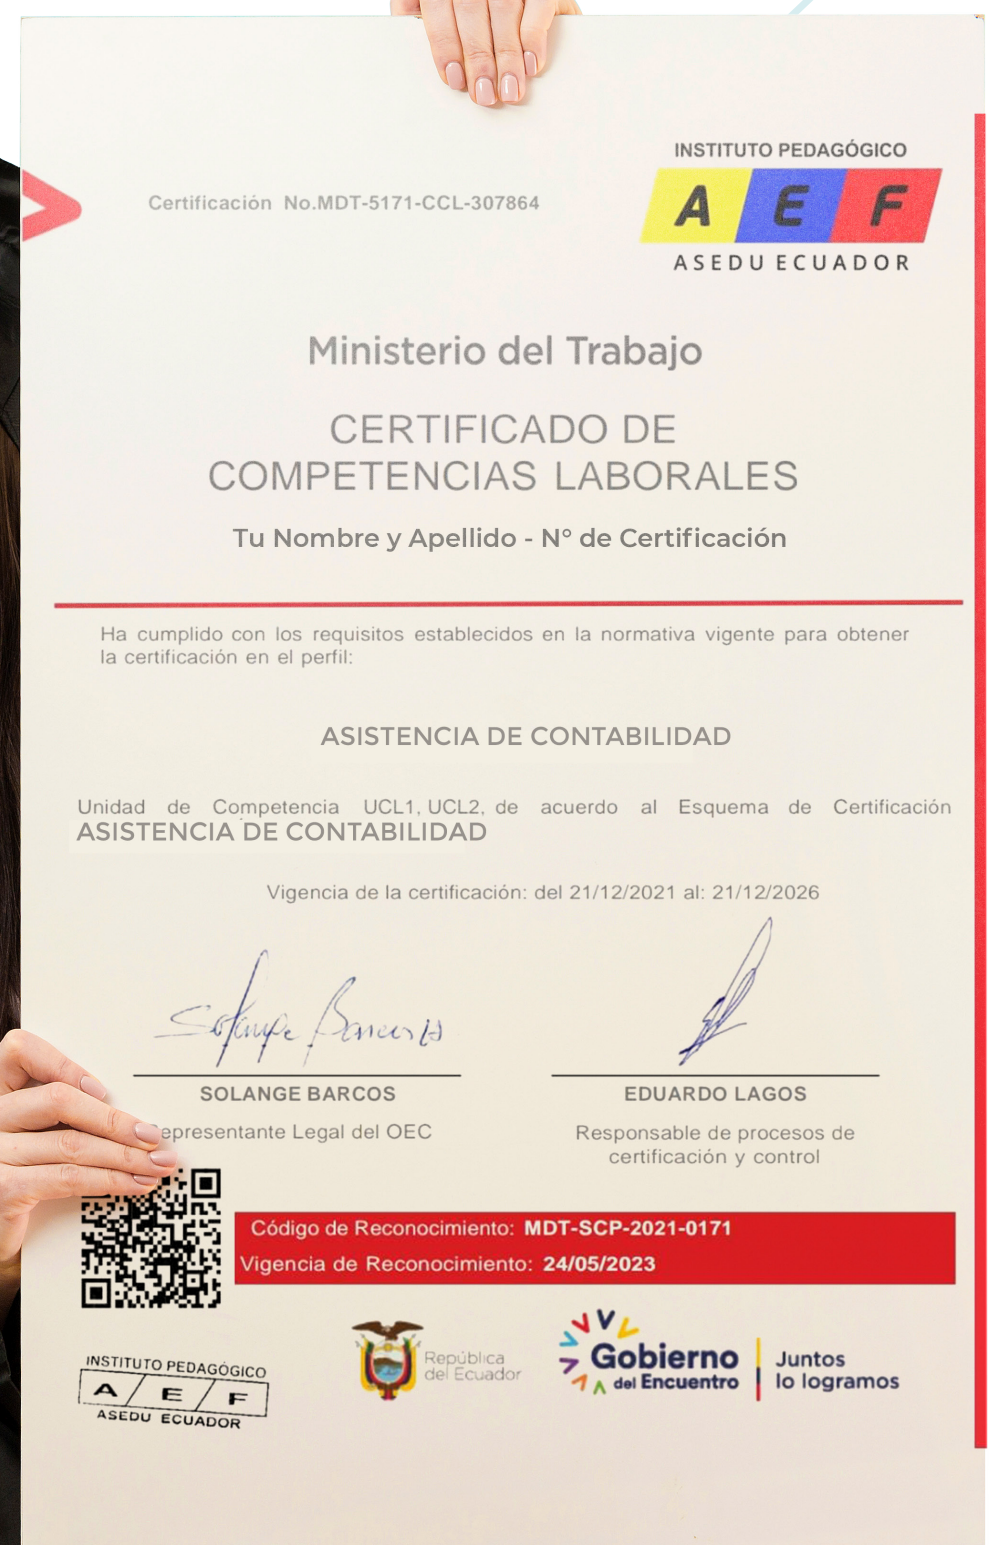 INSTITUTO PEDAGÓGICO
A E F
ASEDU ECUADOR
Certificación No.MDT-5171-CCL-307864
Ministerio del Trabajo
CERTIFICADO DE
COMPETENCIAS LABORALES
Tu Nombre y Apellido - N° de Certificación
Ha cumplido con los requisitos establecidos en la normativa vigente para obtener
la certificación en el perfil:
ASISTENCIA DE CONTABILIDAD
Unidad de Competencia UCL1, UCL2, de acuerdo al Esquema de Certificación
ASISTENCIA DE CONTABILIDAD
Vigencia de la certificación: del 21/12/2021 al: 21/12/2026
Solange Barcos
SOLANGE BARCOS
epresentante Legal del OEC
EDUARDO LAGOS
Responsable de procesos de
certificación y control
Código de Reconocimiento: MDT-SCP-2021-0171
Vigencia de Reconocimiento: 24/05/2023
INSTITUTO PEDAGÓGICO
A E F
ASEDU ECUADOR
República
del Ecuador
Gobierno
del Encuentro
Juntos
lo logramos